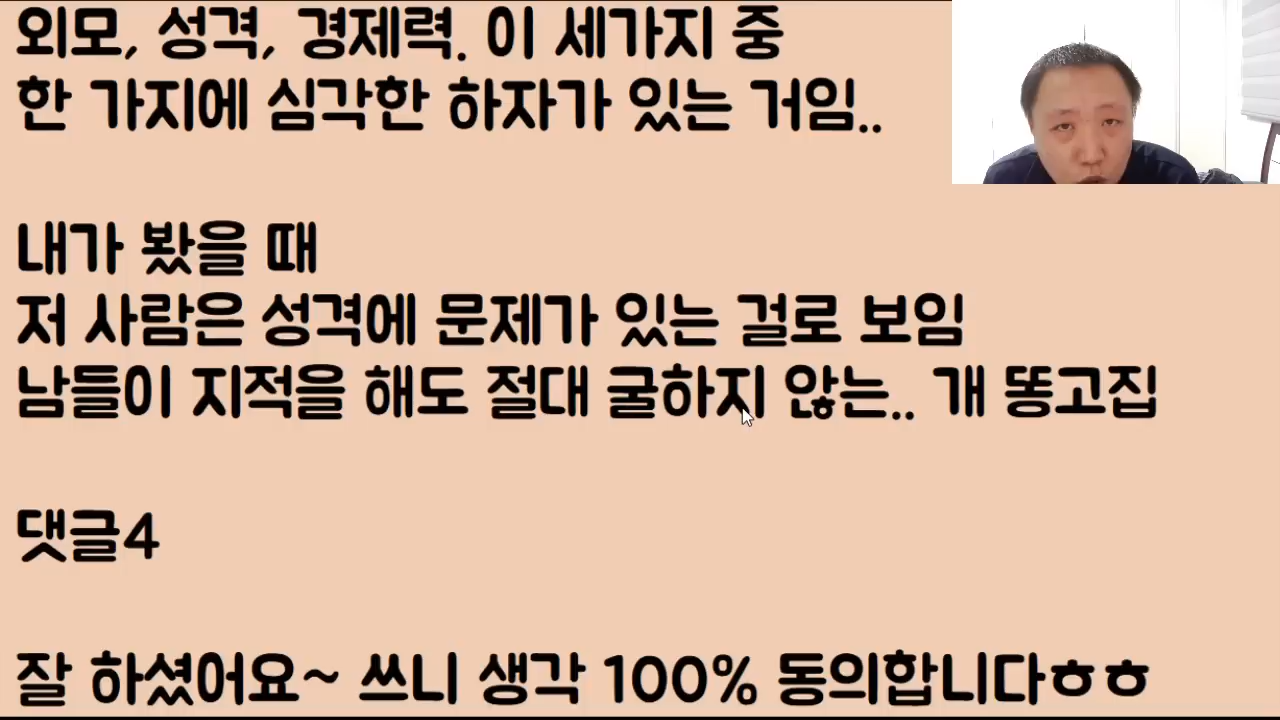 외모, 성격, 경제력. 이 세가지 중
한 가지에 심각한 하자가 있는 거임..
내가 봤을 때
저 사람은 성격에 문제가 있는 걸로 보임
남들이 지적을 해도 절대 굴하지 않는.. 개 똥고집
댓글4
잘 하셨어요~ 쓰니 생각 100% 동의합니다ㅎㅎ